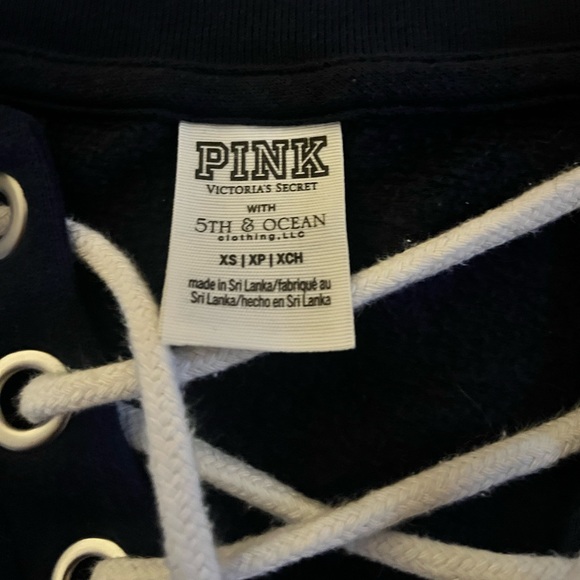 PINK
VICTORIA'S SECRET
WITH
5TH & OCEAN
clothing, LLC
XS | XP | XCH
made in Sri Lanka/fabriqué au
Sri Lanka/hecho en Sri Lanka